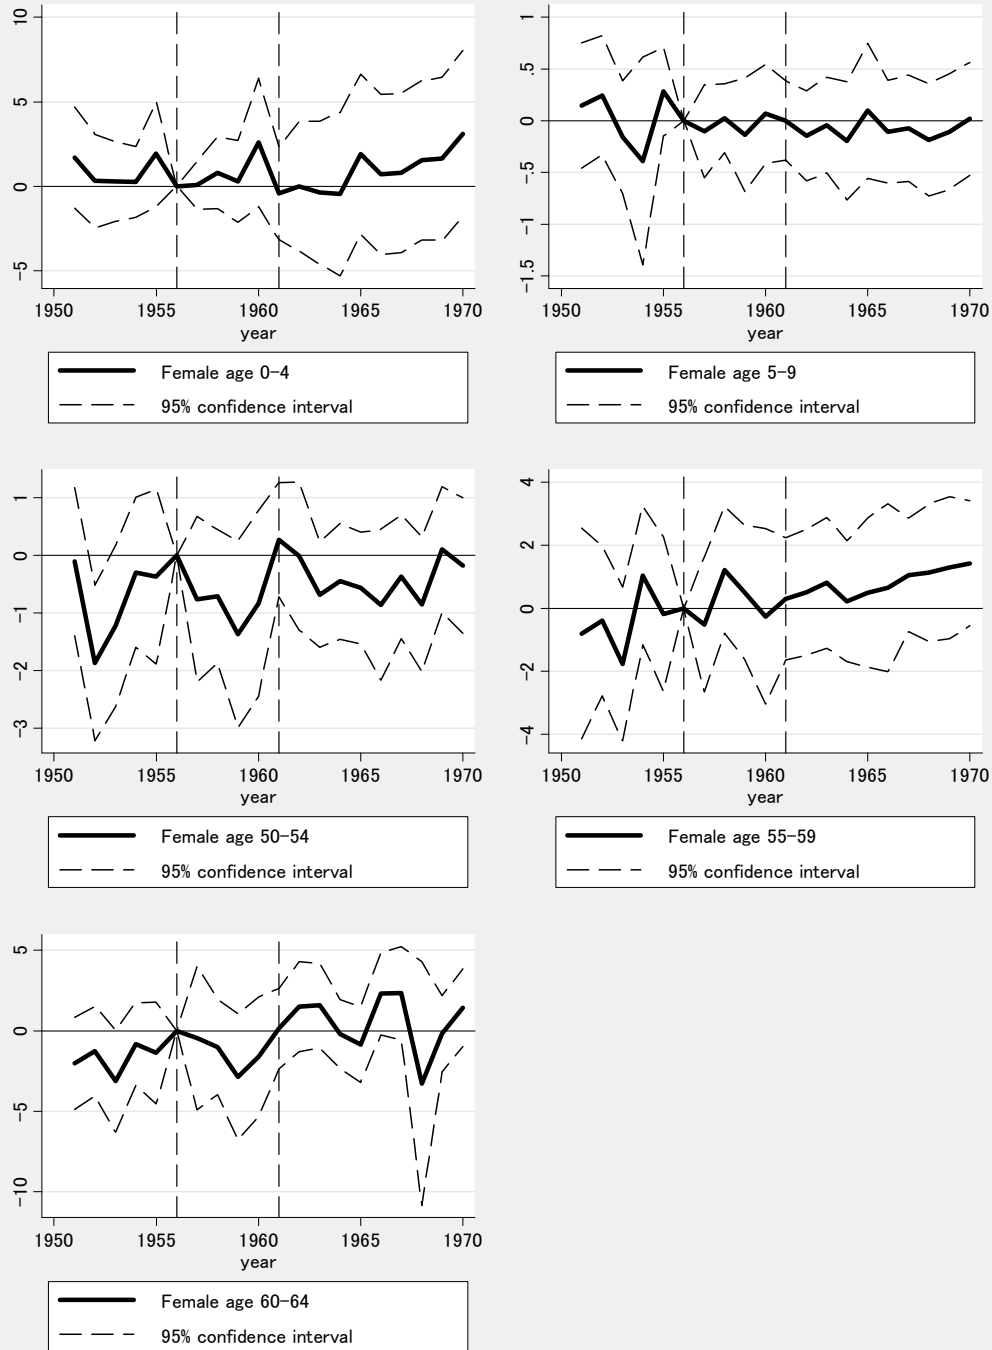 10
5
0
−5
1950 1955 1960 1965 1970
year
Female age 0−4
95% confidence interval
1
.5
0
−.5
−1
−1.5
1950 1955 1960 1965 1970
year
Female age 5−9
95% confidence interval
1
0
−1
−2
−3
1950 1955 1960 1965 1970
year
Female age 50−54
95% confidence interval
4
2
0
−2
−4
1950 1955 1960 1965 1970
year
Female age 55−59
95% confidence interval
5
0
−5
−10
1950 1955 1960 1965 1970
year
Female age 60−64
95% confidence interval